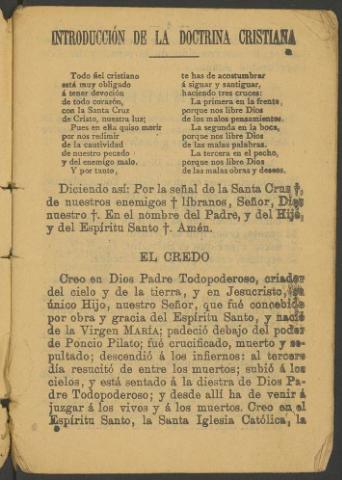 INTRODUCCIÓN DE LA DOCTRINA CRISTIANA
Todo fiel cristiano
está muy obligado
á tener devoción
de todo corazón,
con la Santa Cruz
de Cristo, nuestra luz;
Pues en ella quiso morir
por nos redimir
de la cautividad
de nuestro pecado
y del enemigo malo.
Y por tanto,
te has de acostumbrar
á signar y santiguar,
haciendo tres cruces:
La primera en la frente,
porque nos libre Dios
de los malos pensamientos.
La segunda en la boca,
porque nos libre Dios
de las malas palabras.
La tercera en el pecho,
porque nos libre Dios
de las malas obras y deseos.
Diciendo así: Por la señal de la Santa Cruz †,
de nuestros enemigos † líbranos, Señor, Dios
nuestro †. En el nombre del Padre, y del Hijo,
y del Espíritu Santo †. Amén.
EL CREDO
Creo en Dios Padre Todopoderoso, criador
del cielo y de la tierra, y en Jesucristo, su
único Hijo, nuestro Señor, que fué concebido
por obra y gracia del Espíritu Santo, y nació
de la Virgen MARÍA; padeció debajo del poder
de Poncio Pilato; fué crucificado, muerto y se-
pultado; descendió á los infiernos: al tercero
día resucitó de entre los muertos; subió á los
cielos, y está sentado á la diestra de Dios Pa-
dre Todopoderoso; y desde allí ha de venir á
juzgar á los vivos y á los muertos. Creo en el
Espíritu Santo, la Santa Iglesia Católica, la